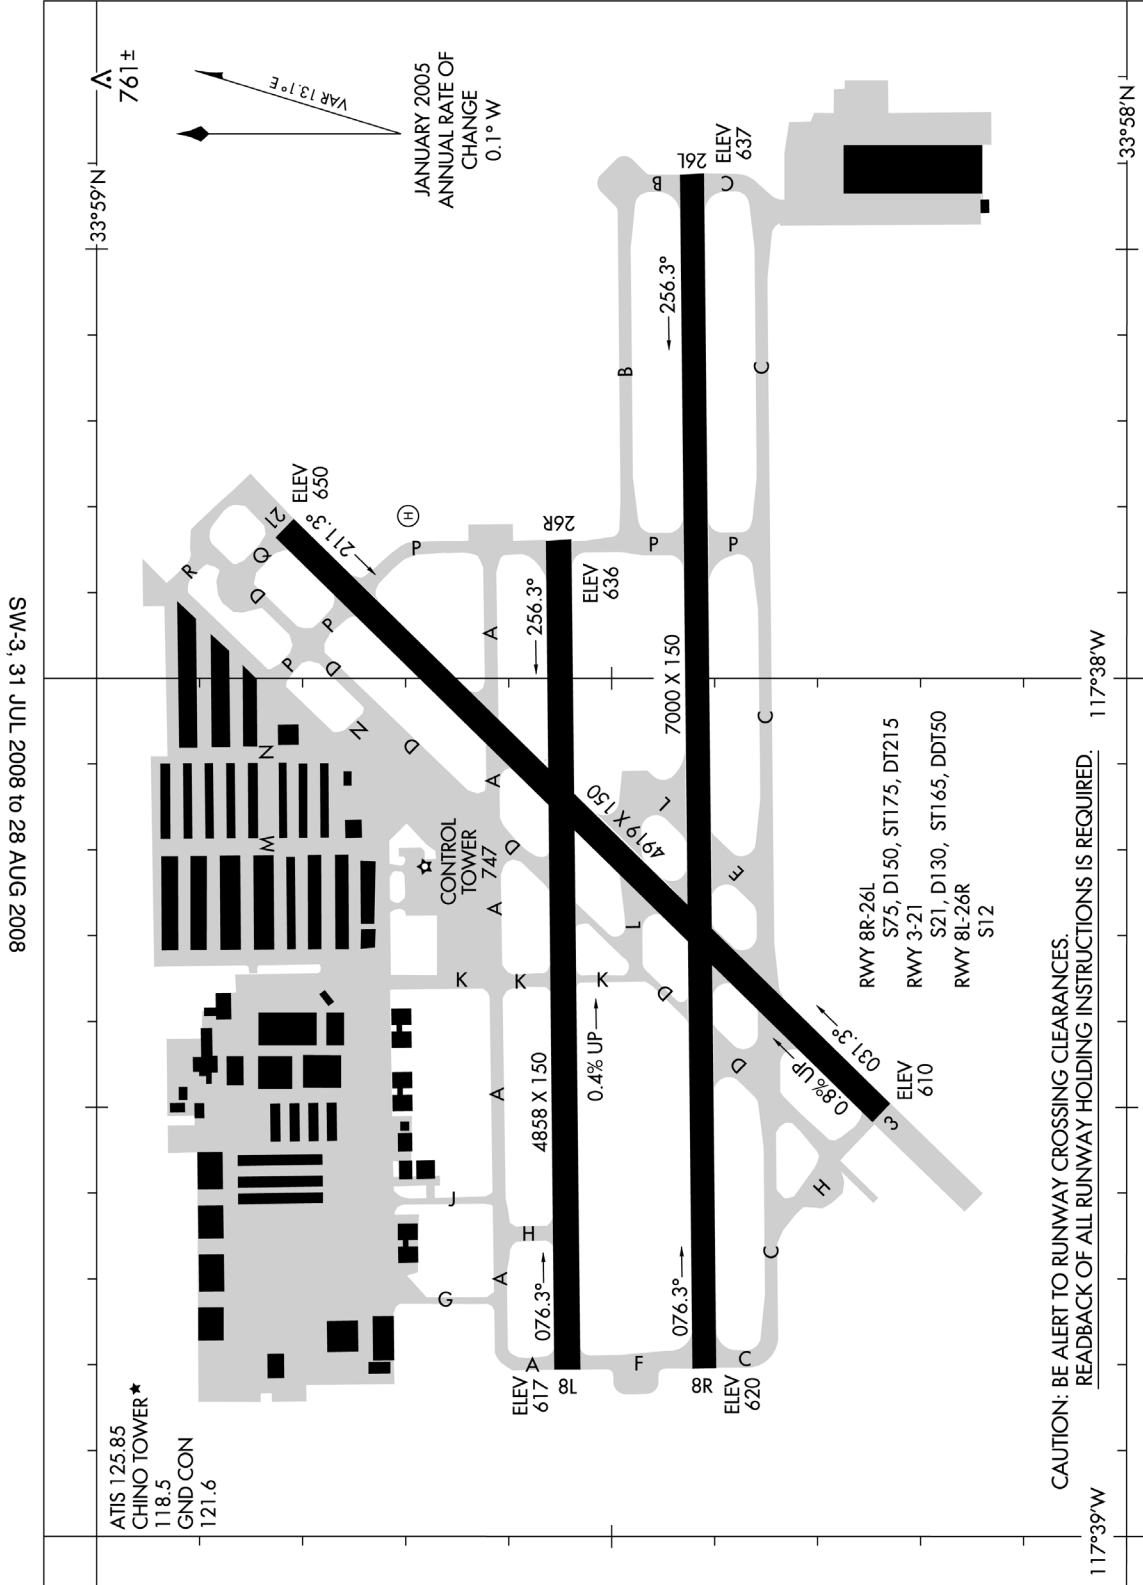 SW-3, 31 JUL 2008 to 28 AUG 2008
761±
33°59'N
VAR 13.1° E
JANUARY 2005
ANNUAL RATE OF
CHANGE
0.1° W
33°58'N
26L
ELEV
637
B
C
256.3°
B
C
ELEV
650
21
211.3°
H
P
26R
P
P
ELEV
636
256.3°
R
Q
D
P
P
D
A
N
D
A
7000 X 150
C
117°38'W
N
W
CONTROL
TOWER
747
D
A
4919 X 150
L
E
L
K
K
K
D
D
0.4% UP
A
4858 X 150
RWY 8R-26L
S75, D150, ST175, DT215
RWY 3-21
S21, D130, ST165, DDT50
RWY 8L-26R
S12
031.3°
0.8% UP
ELEV
610
3
H
J
H
A
G
076.3°
076.3°
C
A
F
C
ELEV
617
8L
8R
ELEV
620
ATIS 125.85
CHINO TOWER★
118.5
GND CON
121.6
CAUTION: BE ALERT TO RUNWAY CROSSING CLEARANCES.
READBACK OF ALL RUNWAY HOLDING INSTRUCTIONS IS REQUIRED.
117°39'W